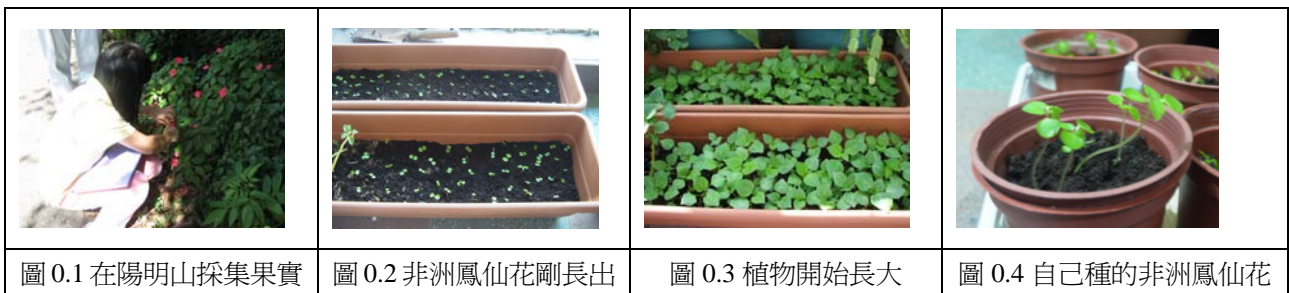 圖 0.1 在陽明山採集果實
圖 0.2 非洲鳳仙花剛長出
圖 0.3 植物開始長大
圖 0.4 自己種的非洲鳳仙花